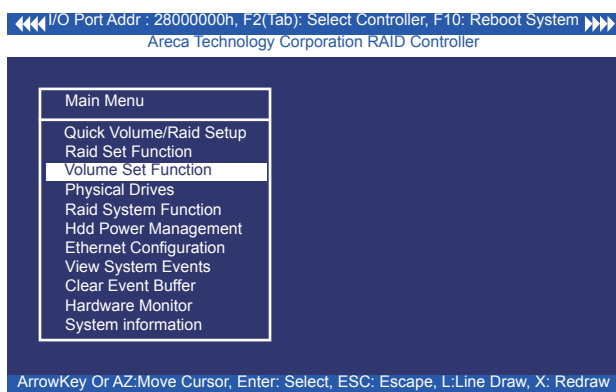 I/O Port Addr : 28000000h, F2(Tab): Select Controller, F10: Reboot System
Areca Technology Corporation RAID Controller
Main Menu
Quick Volume/Raid Setup
Raid Set Function
Volume Set Function
Physical Drives
Raid System Function
Hdd Power Management
Ethernet Configuration
View System Events
Clear Event Buffer
Hardware Monitor
System information
ArrowKey Or AZ:Move Cursor, Enter: Select, ESC: Escape, L:Line Draw, X: Redraw